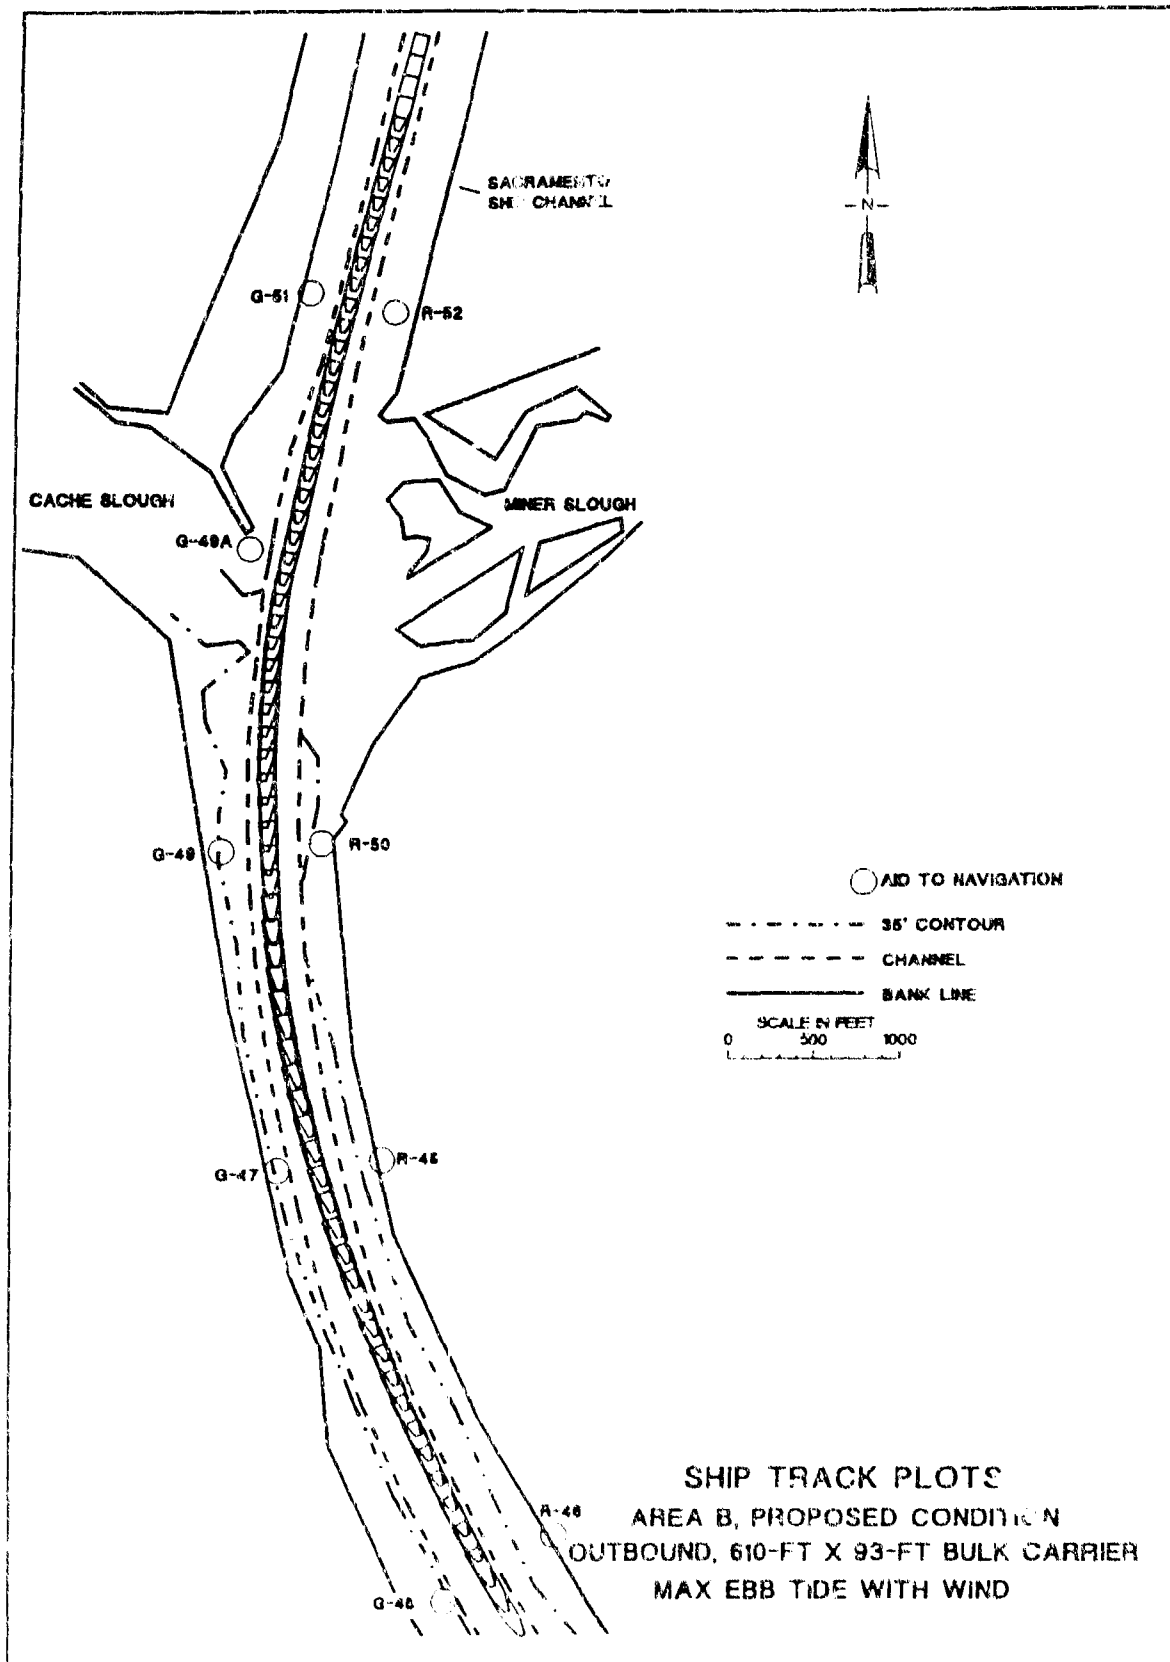 SACRAMENTO
SHIP CHANNEL
N
G-51
R-52
CACHE SLOUGH
MINER SLOUGH
G-49A
G-49
R-50
AID TO NAVIGATION
35' CONTOUR
CHANNEL
BANK LINE
SCALE IN FEET
0 500 1000
G-47
R-46
SHIP TRACK PLOTS
AREA B, PROPOSED CONDITION
OUTBOUND, 610-FT X 93-FT BULK CARRIER
MAX EBB TIDE WITH WIND